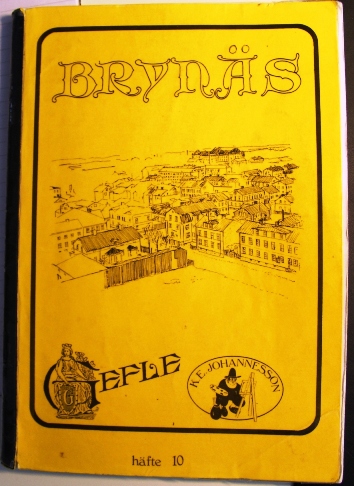 BRYNÄS
GEFLE
K.E. JOHANNESSON
häfte 10